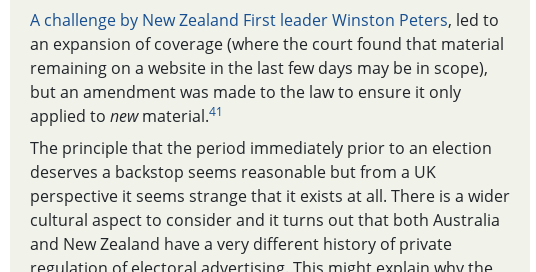 A challenge by New Zealand First leader Winston Peters, led to
an expansion of coverage (where the court found that material
remaining on a website in the last few days may be in scope),
but an amendment was made to the law to ensure it only
applied to new material.41
The principle that the period immediately prior to an election
deserves a backstop seems reasonable but from a UK
perspective it seems strange that it exists at all. There is a wider
cultural aspect to consider and it turns out that both Australia
and New Zealand have a very different history of private
regulation of electoral advertising. This might explain why the